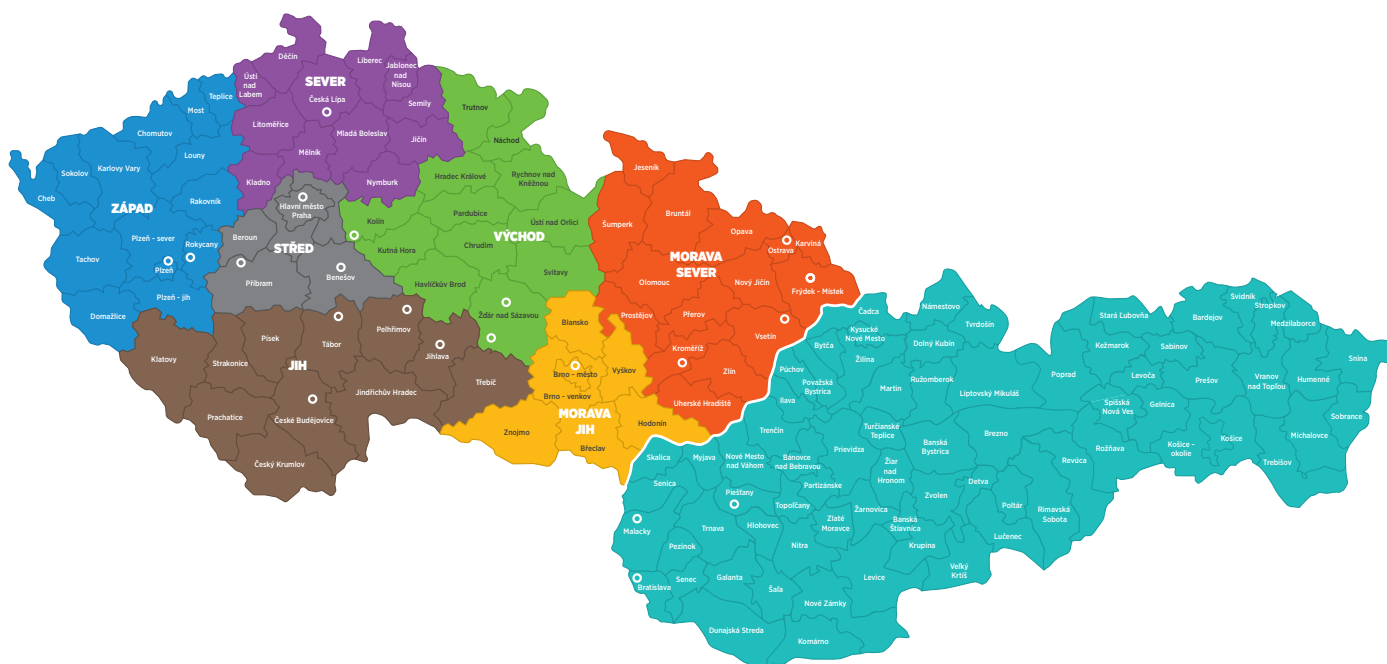 Děčín
Liberec
Jablonec
nad
Nisou
Ústí
nad
Labem
SEVER
Česká Lípa
Semily
Litoměřice
Mladá Boleslav
Jičín
Mělník
Kladno
Nymburk
Teplice
Most
Chomutov
Louny
Karlovy Vary
Sokolov
Cheb
Rakovník
ZÁPAD
Plzeň - sever
Rokycany
Tachov
Plzeň
Plzeň - jih
Domažlice
Hlavní město
Praha
Beroun
STŘED
Benešov
Příbram
Trutnov
Náchod
Hradec Králové
Rychnov nad
Kněžnou
Pardubice
Kolín
Ústí nad Orlicí
VÝCHOD
Chrudim
Kutná Hora
Svitavy
Havlíčkův Brod
Žďár nad Sázavou
Klatovy
Písek
Strakonice
JIH
Tábor
Pelhřimov
Jihlava
Třebíč
Jindřichův Hradec
Prachatice
České Budějovice
Český Krumlov
Blansko
Brno - město
Vyškov
Brno - venkov
MORAVA
JIH
Znojmo
Hodonín
Břeclav
Jeseník
Bruntál
Šumperk
Opava
Karviná
Ostrava
MORAVA
SEVER
Olomouc
Nový Jičín
Frýdek - Místek
Prostějov
Přerov
Vsetín
Kroměříž
Zlín
Uherské Hradiště
Čadca
Kysucké
Nové Mesto
Bytča
Žilina
Námestovo
Tvrdošín
Dolný Kubín
Púchov
Považská
Bystrica
Ilava
Martin
Ružomberok
Liptovský Mikuláš
Poprad
Stará Ľubovňa
Kežmarok
Levoča
Sabinov
Bardejov
Svidník
Stropkov
Medzilaborce
Snina
Prešov
Vranov
nad Topľou
Humenné
Sobrance
Michalovce
Trebišov
Spišská
Nová Ves
Gelnica
Košice -
okolie
Košice
Rožňava
Revúca
Brezno
Trenčín
Turčianske
Teplice
Prievidza
Banská
Bystrica
Skalica
Myjava
Nové Mesto
nad Váhom
Bánovce
nad Bebravou
Žiar
nad
Hronom
Senica
Piešťany
Partizánske
Topoľčany
Zvolen
Detva
Poltár
Rimavská
Sobota
Lučenec
Malacky
Trnava
Hlohovec
Zlaté
Moravce
Žarnovica
Banská
Štiavnica
Krupina
Veľký
Krtíš
Pezinok
Nitra
Bratislava
Senec
Galanta
Šaľa
Levice
Nové Zámky
Dunajská Streda
Komárno